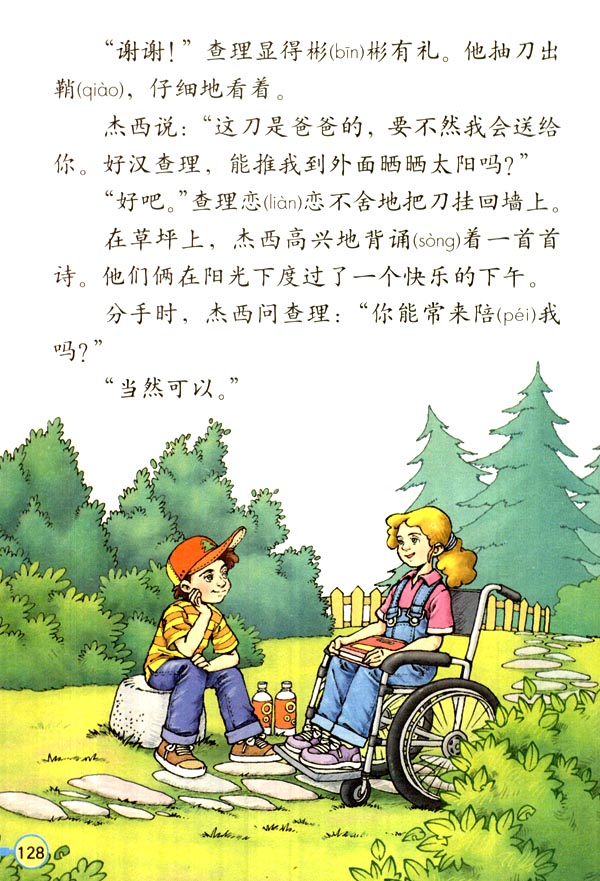 “谢谢！”查理显得彬(bīn)彬有礼。他抽刀出
鞘(qiào)，仔细地看着。
杰西说：“这刀是爸爸的，要不然我会送给
你。好汉查理，能推我到外面晒晒太阳吗？”
“好吧。”查理恋(liàn)恋不舍地把刀挂回墙上。
在草坪上，杰西高兴地背诵(sòng)着一首首
诗。他们俩在阳光下度过了一个快乐的下午。
分手时，杰西问查理：“你能常来陪(péi)我
吗？”
“当然可以。”
128